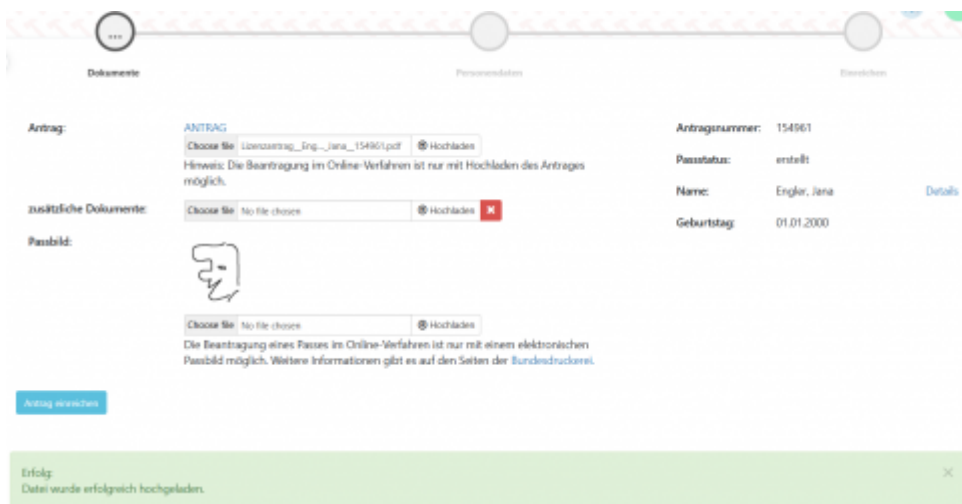 ...
Dokumente
Personendaten
Einreichen
Antrag:
ANTRAG
Choose file Lizenzantrag__Eng..._Jana__154961.pdf Hochladen
Hinweis: Die Beantragung im Online-Verfahren ist nur mit Hochladen des Antrages
möglich.
zusätzliche Dokumente:
Choose file No file chosen Hochladen
Passbild:
Choose file No file chosen Hochladen
Die Beantragung eines Passes im Online-Verfahren ist nur mit einem elektronischen
Passbild möglich. Weitere Informationen gibt es auf den Seiten der Bundesdruckerei.
Antrag einreichen
Antragsnummer: 154961
Passstatus: erstellt
Name: Engler, Jana Details
Geburtstag: 01.01.2000
Erfolg:
Datei wurde erfolgreich hochgeladen.